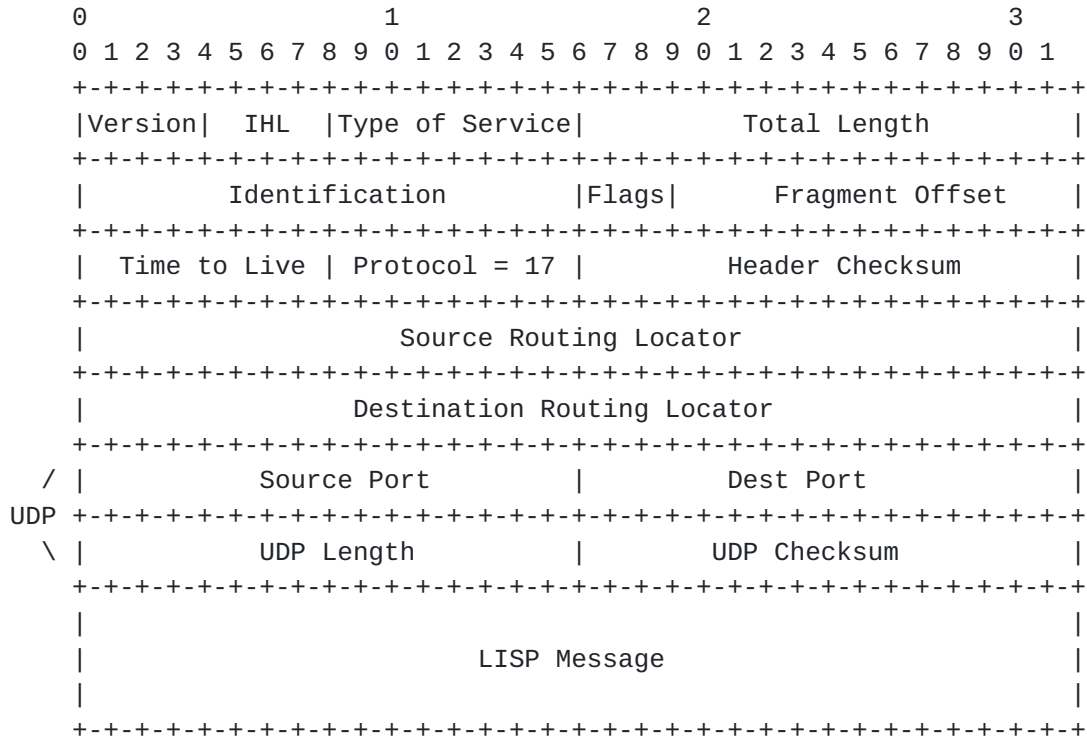 0                   1                   2                   3
 0 1 2 3 4 5 6 7 8 9 0 1 2 3 4 5 6 7 8 9 0 1 2 3 4 5 6 7 8 9 0 1
+-+-+-+-+-+-+-+-+-+-+-+-+-+-+-+-+-+-+-+-+-+-+-+-+-+-+-+-+-+-+-+-+
|Version|  IHL  |Type of Service|          Total Length         |
+-+-+-+-+-+-+-+-+-+-+-+-+-+-+-+-+-+-+-+-+-+-+-+-+-+-+-+-+-+-+-+-+
|         Identification        |Flags|      Fragment Offset    |
+-+-+-+-+-+-+-+-+-+-+-+-+-+-+-+-+-+-+-+-+-+-+-+-+-+-+-+-+-+-+-+-+
|  Time to Live | Protocol = 17 |         Header Checksum       |
+-+-+-+-+-+-+-+-+-+-+-+-+-+-+-+-+-+-+-+-+-+-+-+-+-+-+-+-+-+-+-+-+
|                    Source Routing Locator                     |
+-+-+-+-+-+-+-+-+-+-+-+-+-+-+-+-+-+-+-+-+-+-+-+-+-+-+-+-+-+-+-+-+
|                 Destination Routing Locator                   |
+-+-+-+-+-+-+-+-+-+-+-+-+-+-+-+-+-+-+-+-+-+-+-+-+-+-+-+-+-+-+-+-+
/ |           Source Port         |         Dest Port             |
UDP +-+-+-+-+-+-+-+-+-+-+-+-+-+-+-+-+-+-+-+-+-+-+-+-+-+-+-+-+-+-+-+-+
\ |           UDP Length          |        UDP Checksum           |
+-+-+-+-+-+-+-+-+-+-+-+-+-+-+-+-+-+-+-+-+-+-+-+-+-+-+-+-+-+-+-+-+
|                                                               |
|                         LISP Message                          |
|                                                               |
+-+-+-+-+-+-+-+-+-+-+-+-+-+-+-+-+-+-+-+-+-+-+-+-+-+-+-+-+-+-+-+-+